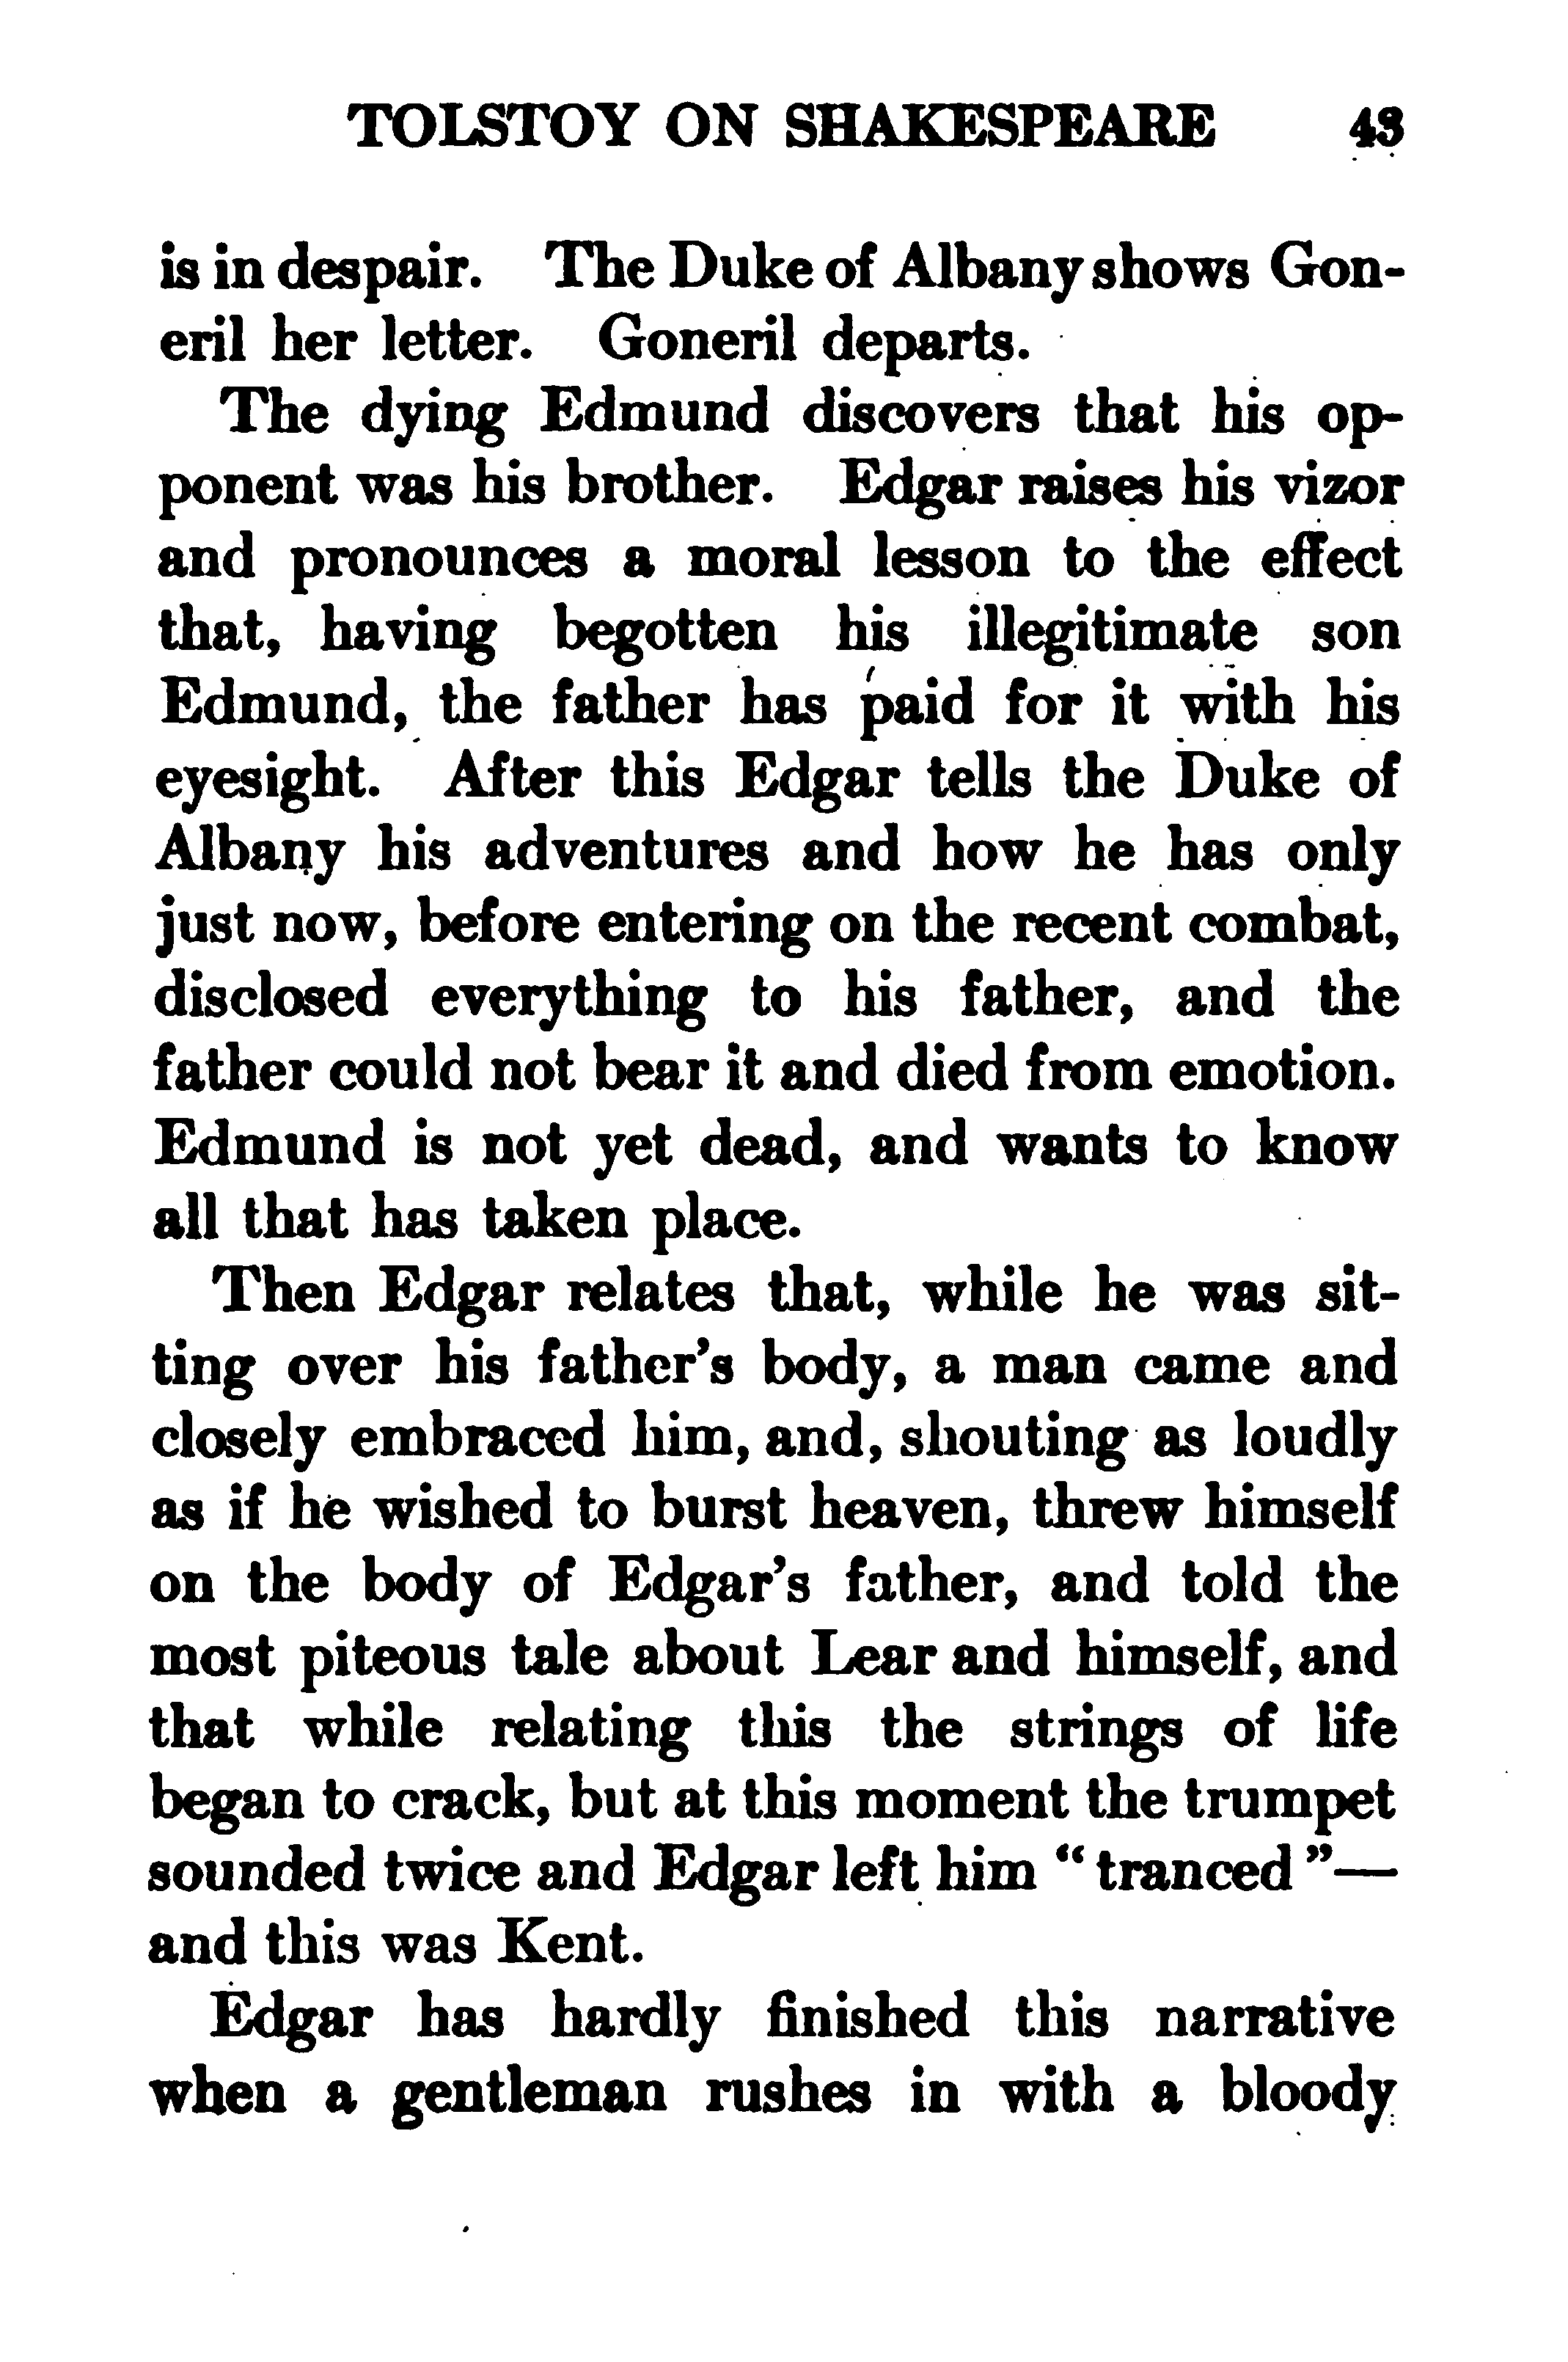 TOLSTOY ON SHAKESPEARE 43
is in despair. The Duke of Albany shows Gon-
eril her letter. Goneril departs.
The dying Edmund discovers that his op-
ponent was his brother. Edgar raises his vizor
and pronounces a moral lesson to the effect
that, having begotten his illegitimate son
Edmund, the father has paid for it with his
eyesight. After this Edgar tells the Duke of
Albany his adventures and how he has only
just now, before entering on the recent combat,
disclosed everything to his father, and the
father could not bear it and died from emotion.
Edmund is not yet dead, and wants to know
all that has taken place.
Then Edgar relates that, while he was sit-
ting over his father's body, a man came and
closely embraced him, and, shouting as loudly
as if he wished to burst heaven, threw himself
on the body of Edgar's father, and told the
most piteous tale about Lear and himself, and
that while relating this the strings of life
began to crack, but at this moment the trumpet
sounded twice and Edgar left him “tranced”—
and this was Kent.
Edgar has hardly finished this narrative
when a gentleman rushes in with a bloody